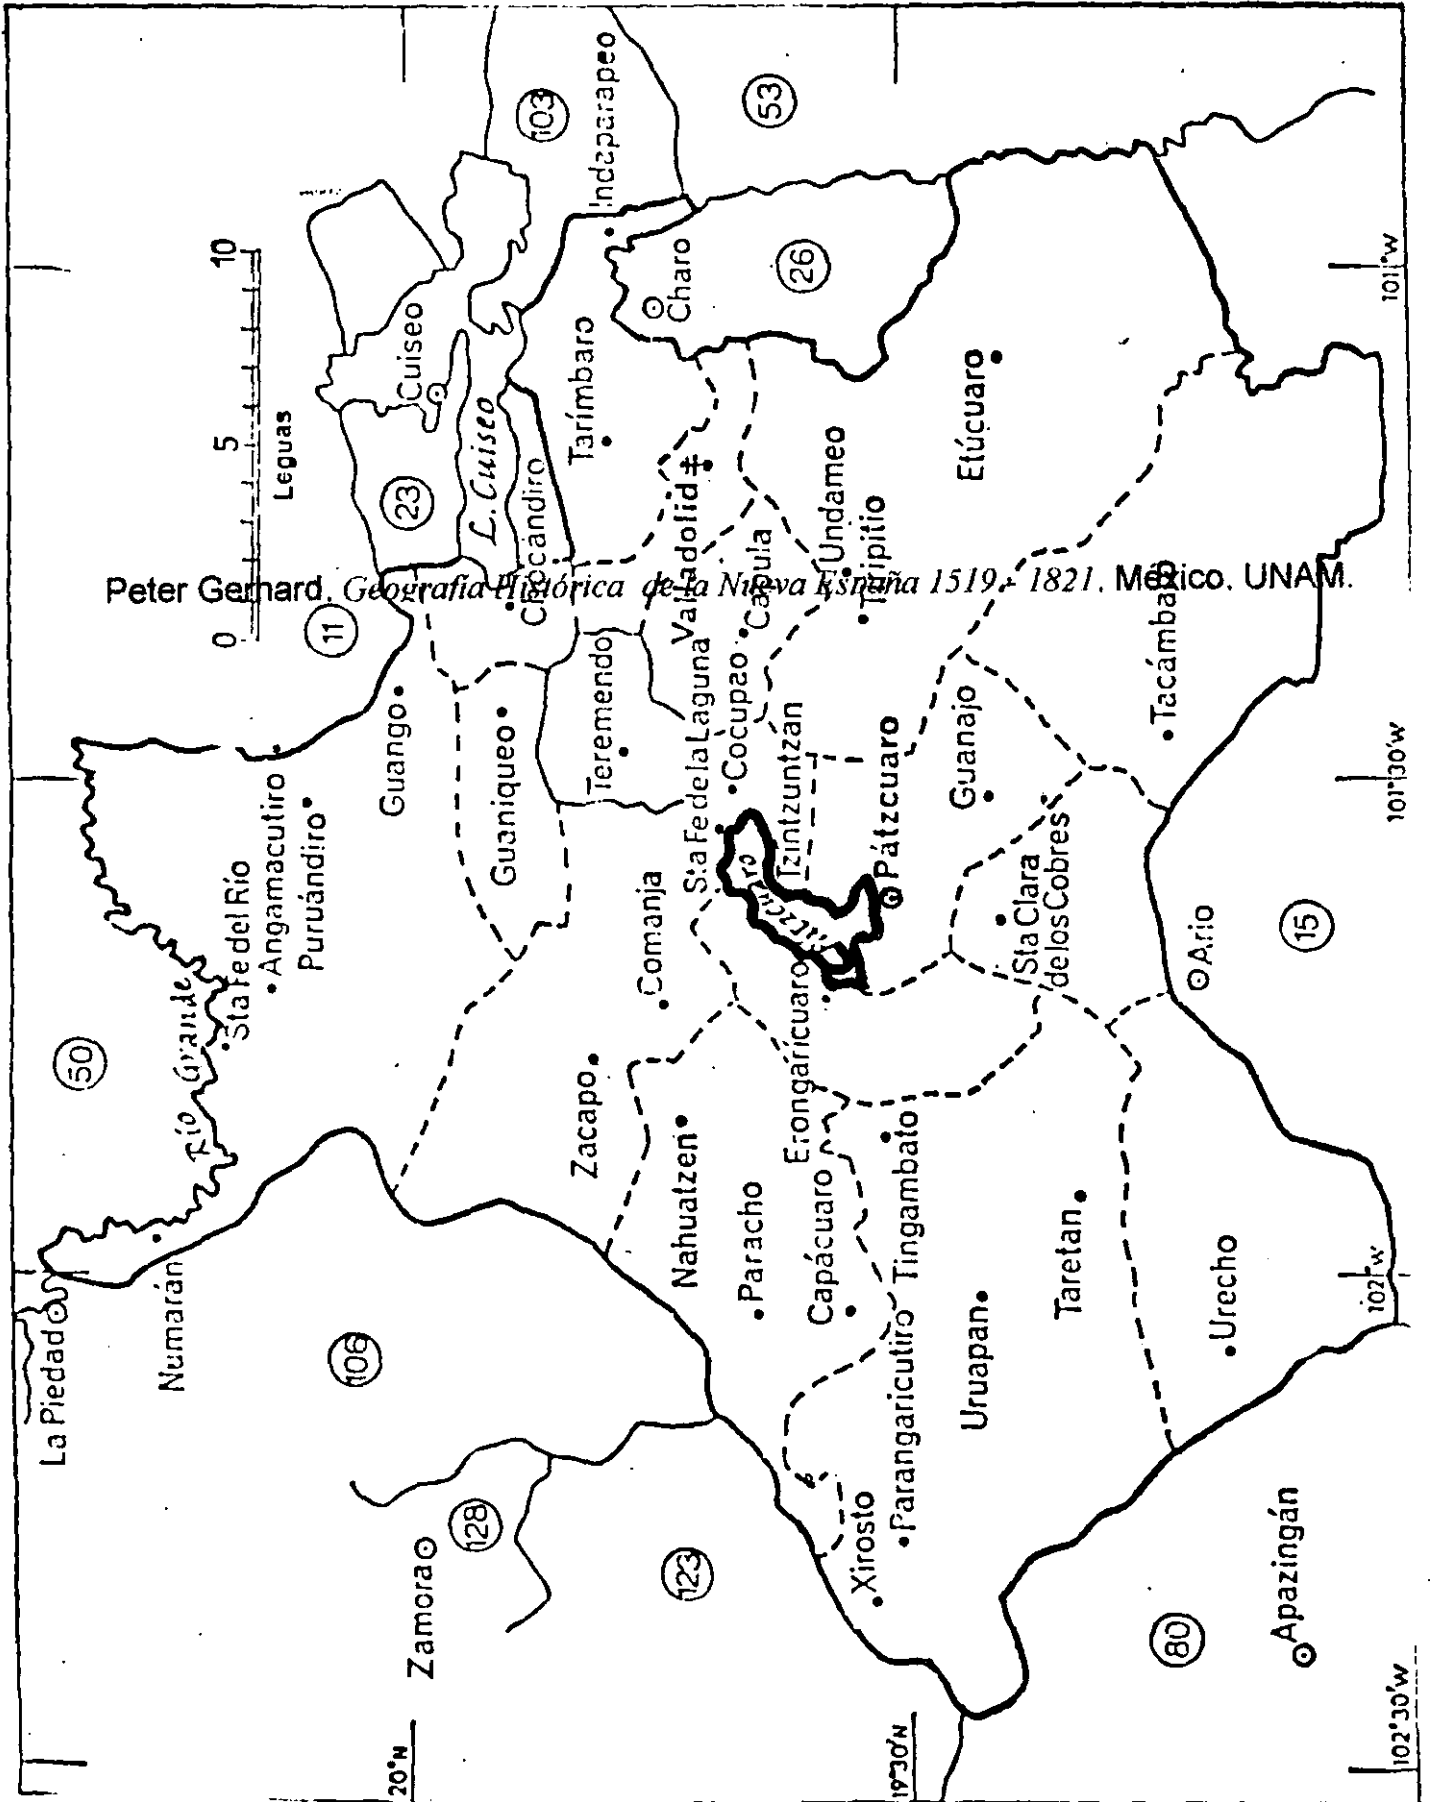 La Piedad
Numarán
50
Río Grande
Sta Fe del Río
Angamacutiro
Puruándiro
11
0 5 10
Leguas
106
Zamora
128
123
20°N
Guango
Guaniqueo
Zacapo
Comanja
Teremendo
Chucándiro
L. Cuiseo
23
Cuiseo
103
Indaparapeo
53
Tarímbaro
Charo
26
Valladolid
Sta Fe de la Laguna
Cocupao
Capula
Undameo
Tiripitío
Tzintzuntzan
Pátzcuaro
Pátzcuaro
Erongarícuaro
Nahuatzen
Paracho
Capácuaro
Tingambato
Parangaricutiro
Xirosto
Uruapan
Taretan
Urecho
Guanajo
Sta Clara
de los Cobres
Etúcuaro
Tacámbaro
Ario
15
80
Apazingán
19°30'N
102°30'W
102°W
101°30'W
101°W
Peter Gerhard. Geografía Histórica de la Nueva España 1519 - 1821. México. UNAM.